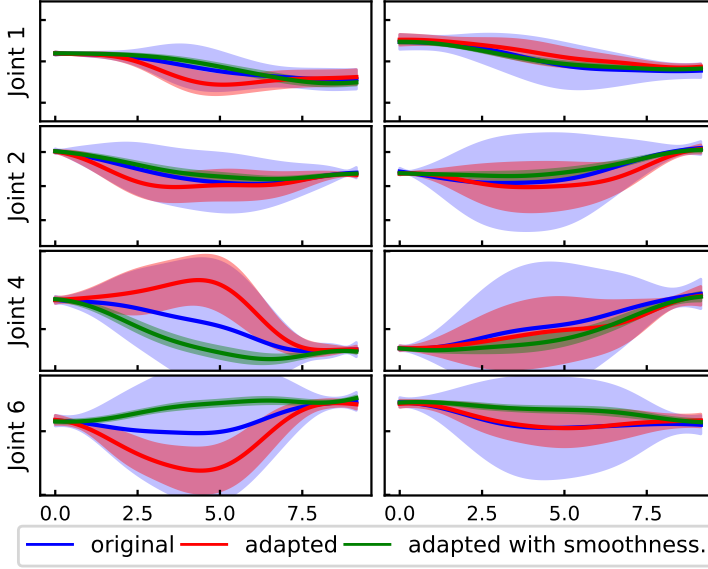 Joint 1
Joint 2
Joint 4
Joint 6
0.0 2.5 5.0 7.5 0.0 2.5 5.0 7.5
original adapted adapted with smoothness.